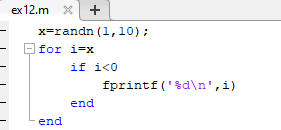 ex12.m × +
x=randn(1,10);
for i=x
if i<0
fprintf('%d\n',i)
end
end